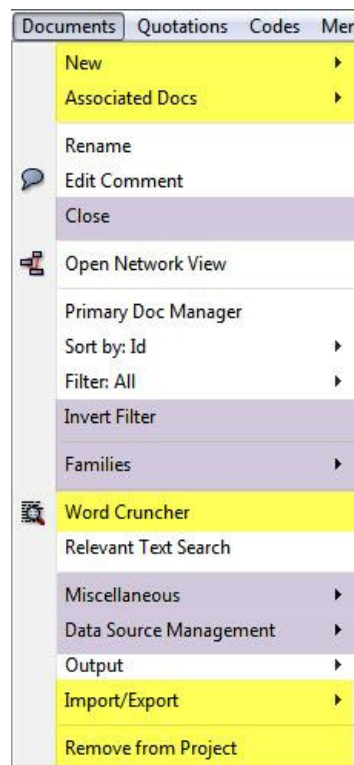 Documents Quotations Codes Mer
New
Associated Docs
Rename
Edit Comment
Close
Open Network View
Primary Doc Manager
Sort by: Id
Filter: All
Invert Filter
Families
Word Cruncher
Relevant Text Search
Miscellaneous
Data Source Management
Output
Import/Export
Remove from Project